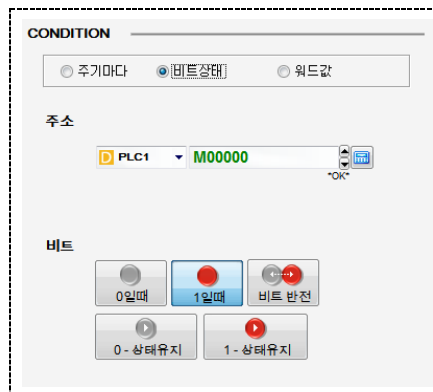 CONDITION
주기마다 비트상태 워드값
주소
D PLC1 M00000
*OK*
비트
0일때 1일때 비트 반전
0 - 상태유지 1 - 상태유지